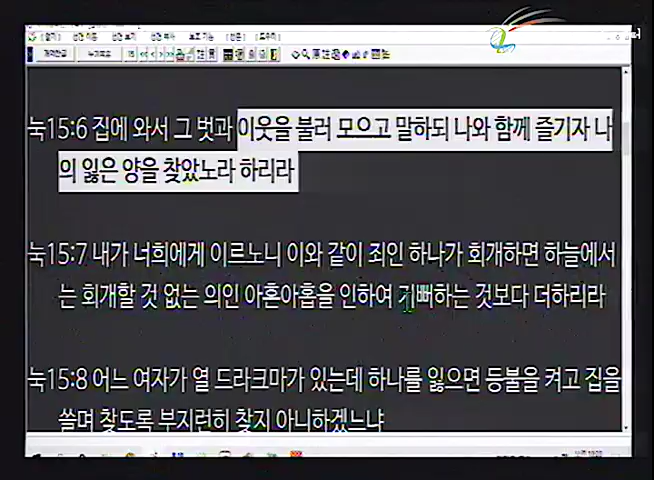 눅15:6 집에 와서 그 벗과 이웃을 불러 모으고 말하되 나와 함께 즐기자 나
의 잃은 양을 찾았노라 하리라
눅15:7 내가 너희에게 이르노니 이와 같이 죄인 하나가 회개하면 하늘에서
는 회개할 것 없는 의인 아흔아홉을 인하여 기뻐하는 것보다 더하리라
눅15:8 어느 여자가 열 드라크마가 있는데 하나를 잃으면 등불을 켜고 집을
쓸며 찾도록 부지런히 찾지 아니하겠느냐